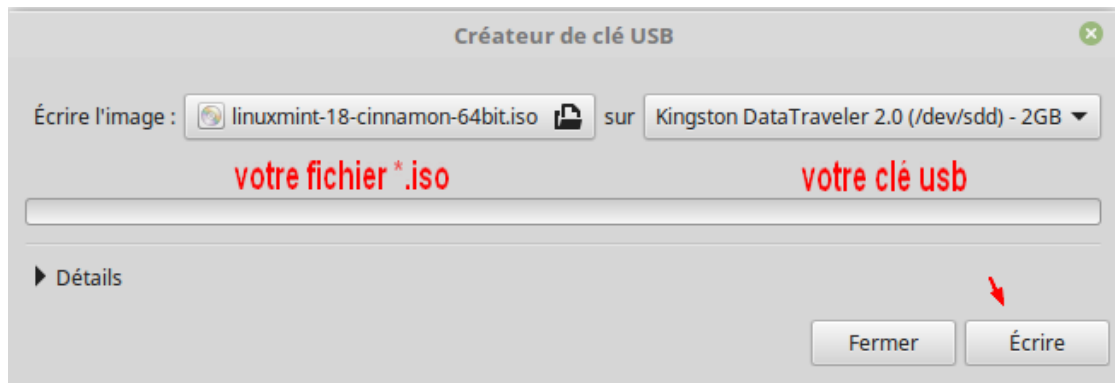 Créateur de clé USB
Écrire l'image : linuxmint-18-cinnamon-64bit.iso sur Kingston DataTraveler 2.0 (/dev/sdd) - 2GB
votre fichier *.iso votre clé usb
Détails
Fermer Écrire